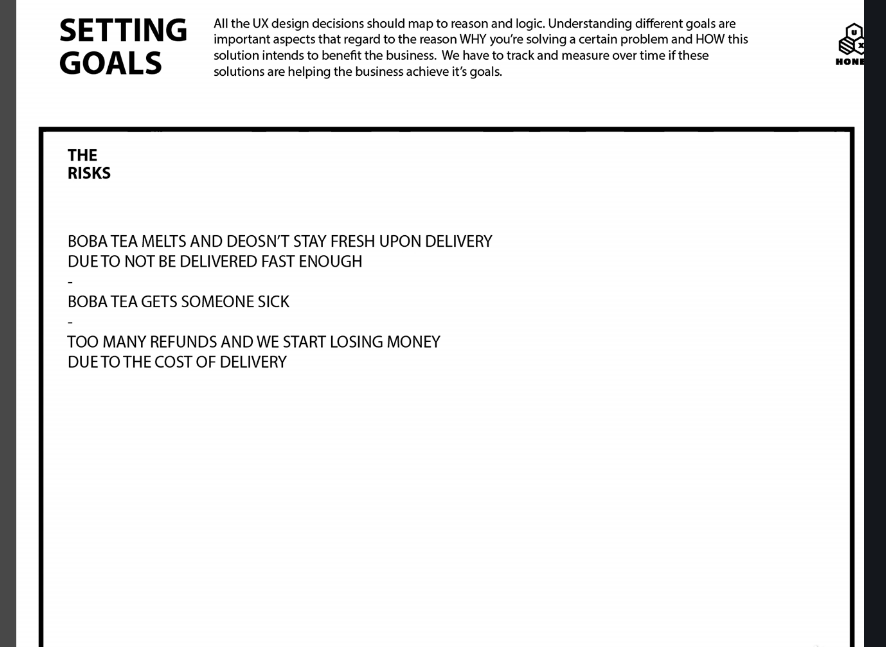 SETTING
GOALS
All the UX design decisions should map to reason and logic. Understanding different goals are
important aspects that regard to the reason WHY you're solving a certain problem and HOW this
solution intends to benefit the business.  We have to track and measure over time if these
solutions are helping the business achieve it's goals.
U
X
HONE
THE
RISKS
BOBA TEA MELTS AND DEOSN'T STAY FRESH UPON DELIVERY
DUE TO NOT BE DELIVERED FAST ENOUGH
-
BOBA TEA GETS SOMEONE SICK
-
TOO MANY REFUNDS AND WE START LOSING MONEY
DUE TO THE COST OF DELIVERY